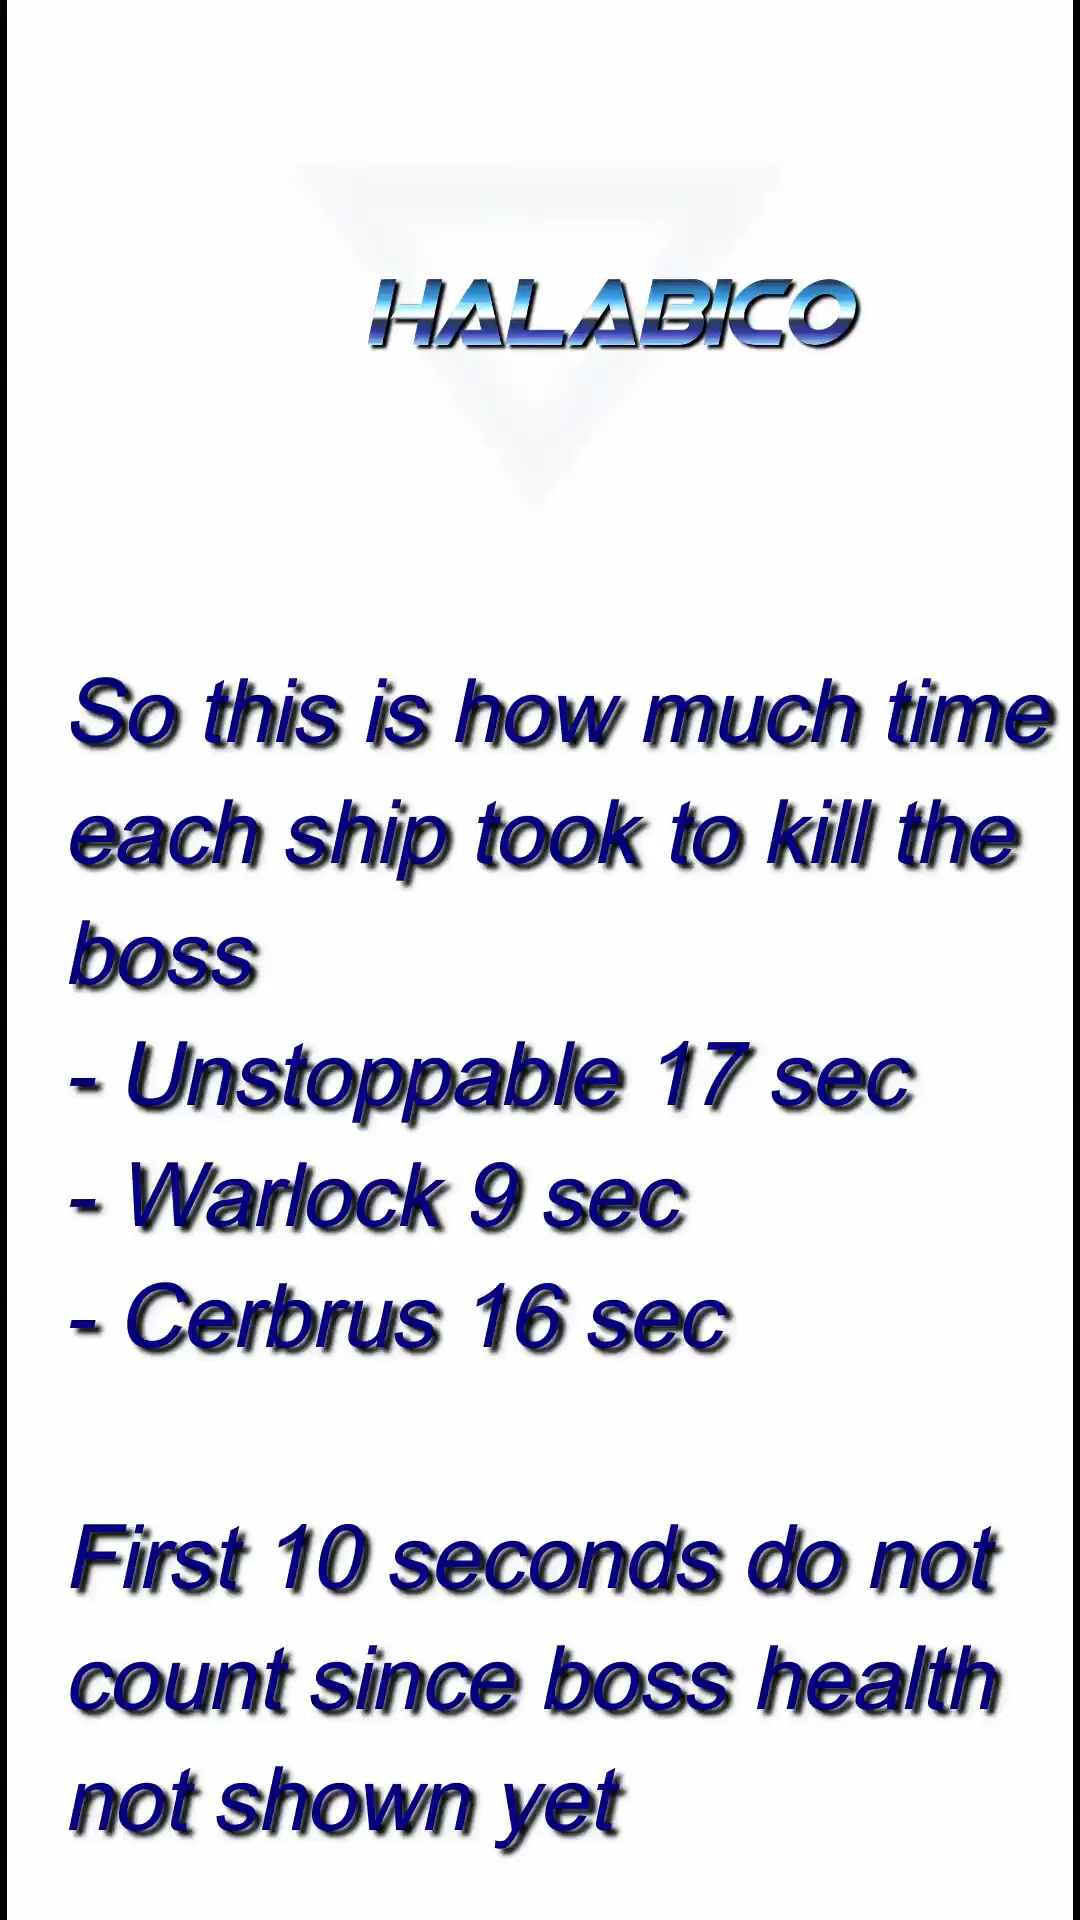 HALABICO
So this is how much time
each ship took to kill the
boss
- Unstoppable 17 sec
- Warlock 9 sec
- Cerbrus 16 sec
First 10 seconds do not
count since boss health
not shown yet